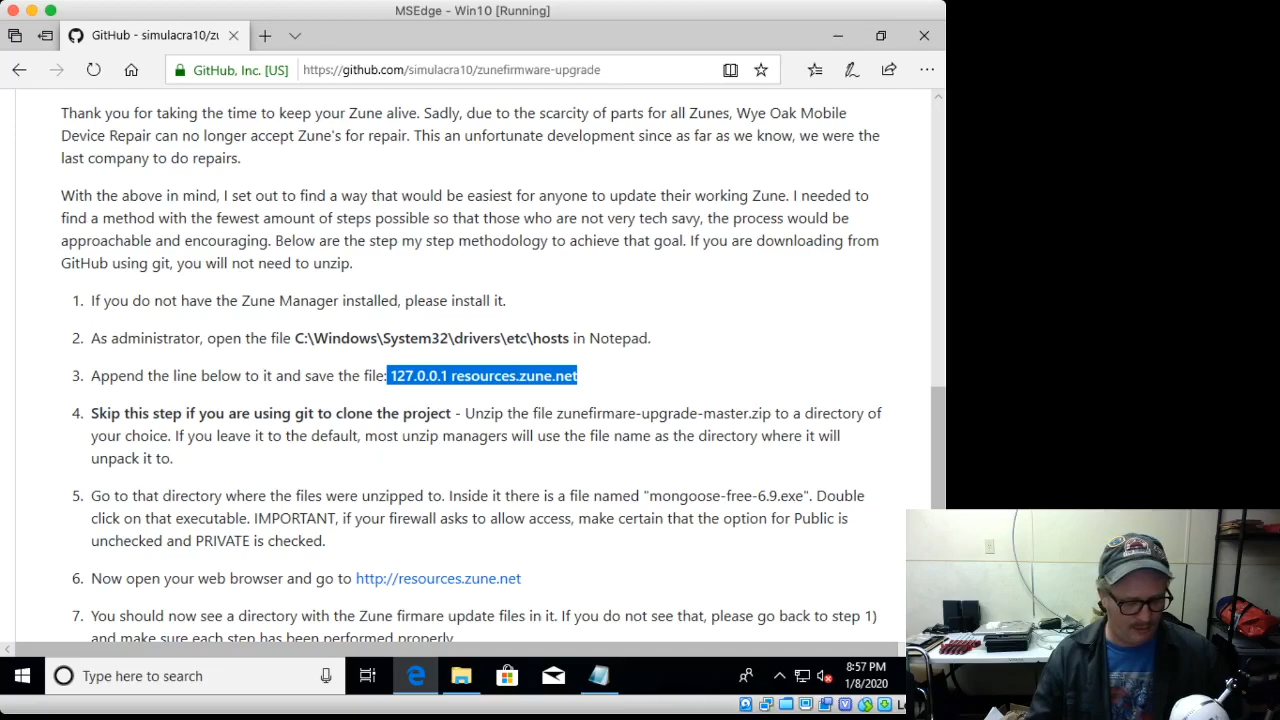 MSEdge - Win10 [Running]
GitHub - simulacra10/zu
GitHub, Inc. [US] https://github.com/simulacra10/zunefirmware-upgrade
Thank you for taking the time to keep your Zune alive. Sadly, due to the scarcity of parts for all Zunes, Wye Oak Mobile
Device Repair can no longer accept Zune's for repair. This an unfortunate development since as far as we know, we were the
last company to do repairs.
With the above in mind, I set out to find a way that would be easiest for anyone to update their working Zune. I needed to
find a method with the fewest amount of steps possible so that those who are not very tech savy, the process would be
approachable and encouraging. Below are the step my step methodology to achieve that goal. If you are downloading from
GitHub using git, you will not need to unzip.
1. If you do not have the Zune Manager installed, please install it.
2. As administrator, open the file C:\Windows\System32\drivers\etc\hosts in Notepad.
3. Append the line below to it and save the file: 127.0.0.1 resources.zune.net
4. Skip this step if you are using git to clone the project - Unzip the file zunefirmare-upgrade-master.zip to a directory of
your choice. If you leave it to the default, most unzip managers will use the file name as the directory where it will
unpack it to.
5. Go to that directory where the files were unzipped to. Inside it there is a file named "mongoose-free-6.9.exe". Double
click on that executable. IMPORTANT, if your firewall asks to allow access, make certain that the option for Public is
unchecked and PRIVATE is checked.
6. Now open your web browser and go to http://resources.zune.net
7. You should now see a directory with the Zune firmare update files in it. If you do not see that, please go back to step 1)
and make sure each step has been performed properly.
Type here to search
8:57 PM
1/8/2020